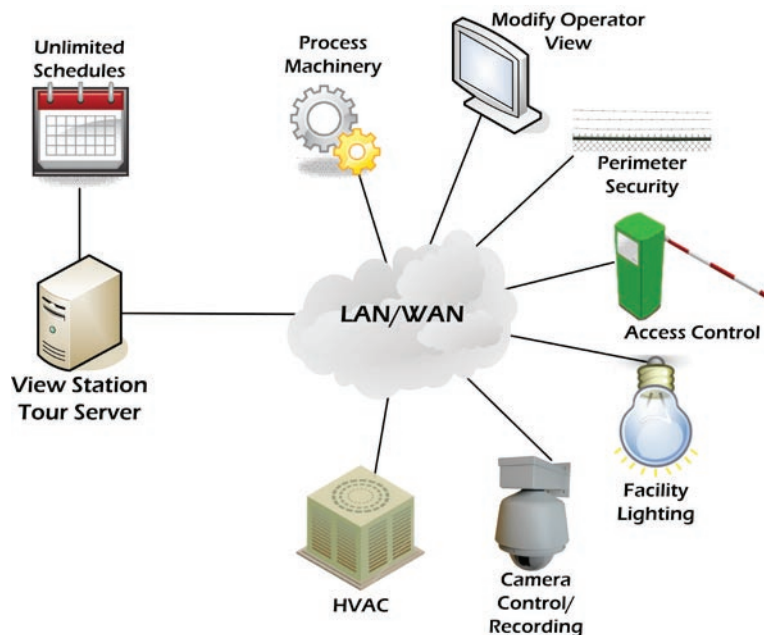 Unlimited
Schedules
Process
Machinery
Modify Operator
View
Perimeter
Security
LAN/WAN
Access Control
View Station
Tour Server
Facility
Lighting
HVAC
Camera
Control/
Recording